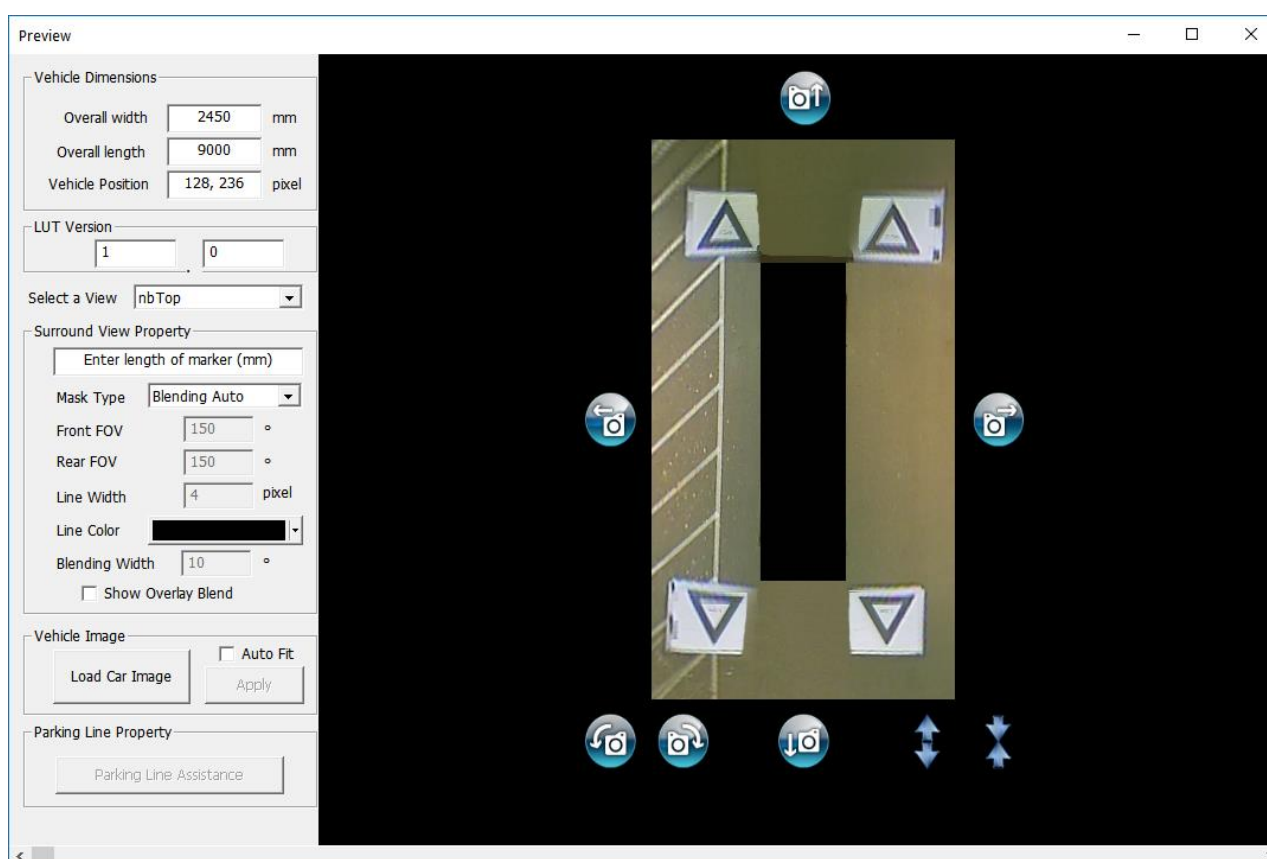 Preview
Vehicle Dimensions
Overall width 2450 mm
Overall length 9000 mm
Vehicle Position 128, 236 pixel
LUT Version
1 . 0
Select a View nbTop
Surround View Property
Enter length of marker (mm)
Mask Type Blending Auto
Front FOV 150 °
Rear FOV 150 °
Line Width 4 pixel
Line Color
Blending Width 10 °
Show Overlay Blend
Vehicle Image
Auto Fit
Load Car Image
Apply
Parking Line Property
Parking Line Assistance